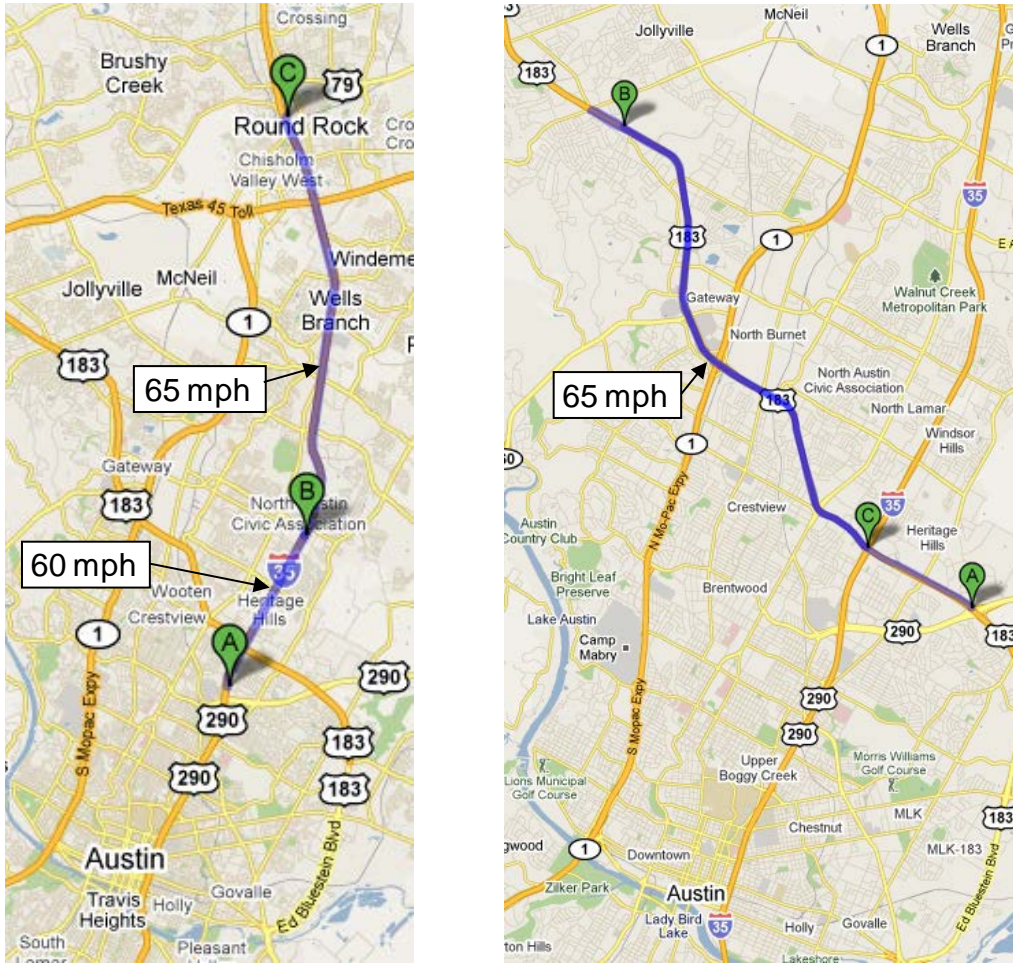 Crossing
Brushy
Creek
C
79
Round Rock
Cro
Cro
Chisholm
Valley West
Texas 45 Toll
Windeme
McNeil
Jollyville
Wells
Branch
1
183
65 mph
Gateway
183
B
North Austin
Civic Association
60 mph
35
Wooten
Heritage
Hills
Crestview
A
1
290
290
183
S Mopac Expy
290
183
Austin
Ed Bluestein Blvd
Travis
Heights
Holly
Govalle
South
Lamar
Pleasant
McNeil
Jollyville
1
Wells
Branch
183
B
35
183
1
E A
Walnut Creek
Metropolitan Park
Gateway
North Burnet
65 mph
North Austin
Civic Association
183
North Lamar
1
Windsor
Hills
N Mo-Pac Expy
Crestview
35
C
Heritage
Hills
Austin
Country Club
Bright Leaf
Preserve
Brentwood
A
Lake Austin
290
183
Camp
Mabry
S Mopac Expy
290
290
Upper
Boggy Creek
Morris Williams
Golf Course
Lions Municipal
Golf Course
MLK
183
Chestnut
MLK-183
gwood
1
Downtown
Zilker Park
Austin
Ed Bluestein Blvd
Lady Bird
Lake
35
Holly
Govalle
ton Hills
Lakeshore